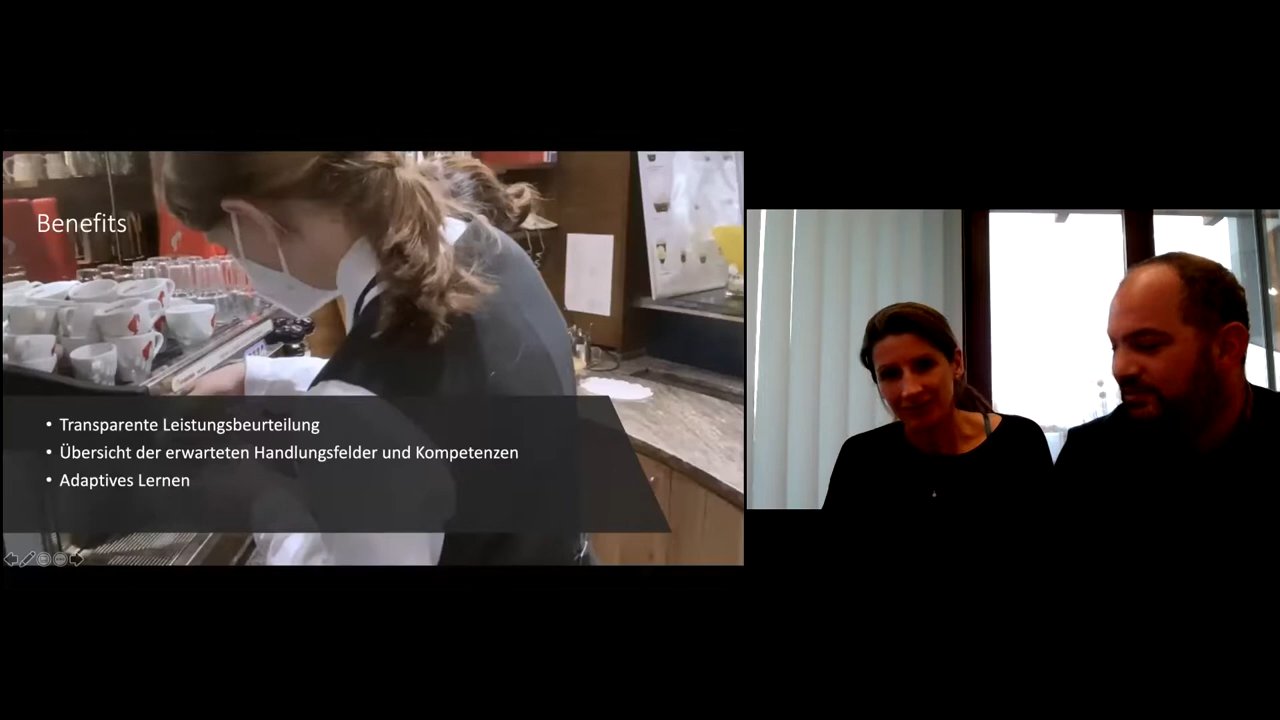 Benefits
• Transparente Leistungsbeurteilung
• Übersicht der erwarteten Handlungsfelder und Kompetenzen
• Adaptives Lernen